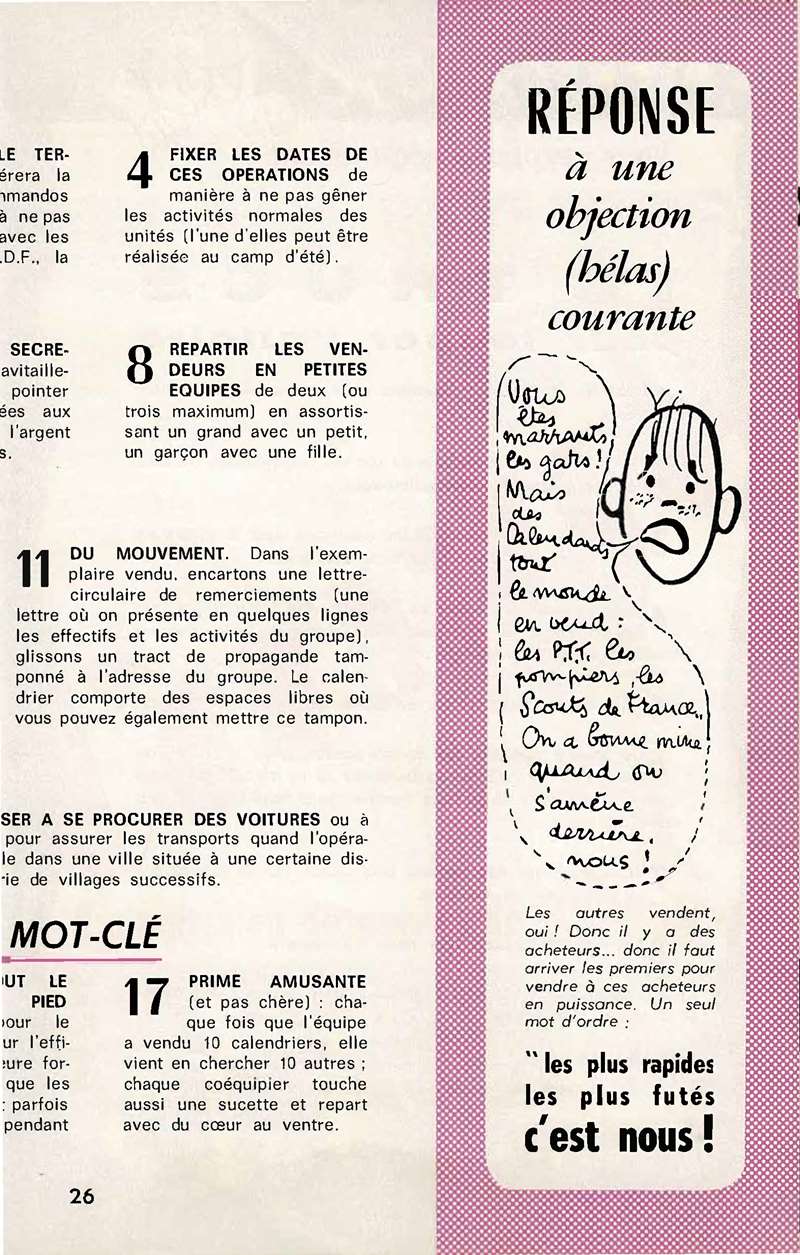 LE TER-
érera la
mmandos
à ne pas
avec les
.D.F., la
4 FIXER LES DATES DE
CES OPERATIONS de
manière à ne pas gêner
les activités normales des
unités (l'une d'elles peut être
réalisée au camp d'été).
SECRE-
avitaille-
pointer
ées aux
l'argent
s.
8 REPARTIR LES VEN-
DEURS EN PETITES
EQUIPES de deux (ou
trois maximum) en assortis-
sant un grand avec un petit,
un garçon avec une fille.
11 DU MOUVEMENT. Dans l'exem-
plaire vendu, encartons une lettre-
circulaire de remerciements (une
lettre où on présente en quelques lignes
les effectifs et les activités du groupe),
glissons un tract de propagande tam-
ponné à l'adresse du groupe. Le calen-
drier comporte des espaces libres où
vous pouvez également mettre ce tampon.
SER A SE PROCURER DES VOITURES ou à
pour assurer les transports quand l'opéra-
le dans une ville située à une certaine dis-
rie de villages successifs.
MOT-CLÉ
OUT LE
PIED
pour le
ur l'effi-
eure for-
que les
: parfois
pendant
17 PRIME AMUSANTE
(et pas chère) : cha-
que fois que l'équipe
a vendu 10 calendriers, elle
vient en chercher 10 autres ;
chaque coéquipier touche
aussi une sucette et repart
avec du cœur au ventre.
26
RÉPONSE
à une
objection
(hélas)
courante
Vous
êtes
marrants
les gars !
Mais
des
Calendards
tout
le monde
en vend :
les P.T.T. les
pompiers, les
Scouts de France..
On a bonne mine
quand on
s'amène
derrière.
nous !
Les autres vendent,
oui ! Donc il y a des
acheteurs... donc il faut
arriver les premiers pour
vendre à ces acheteurs
en puissance. Un seul
mot d'ordre :
" les plus rapides
les plus futés
c'est nous !